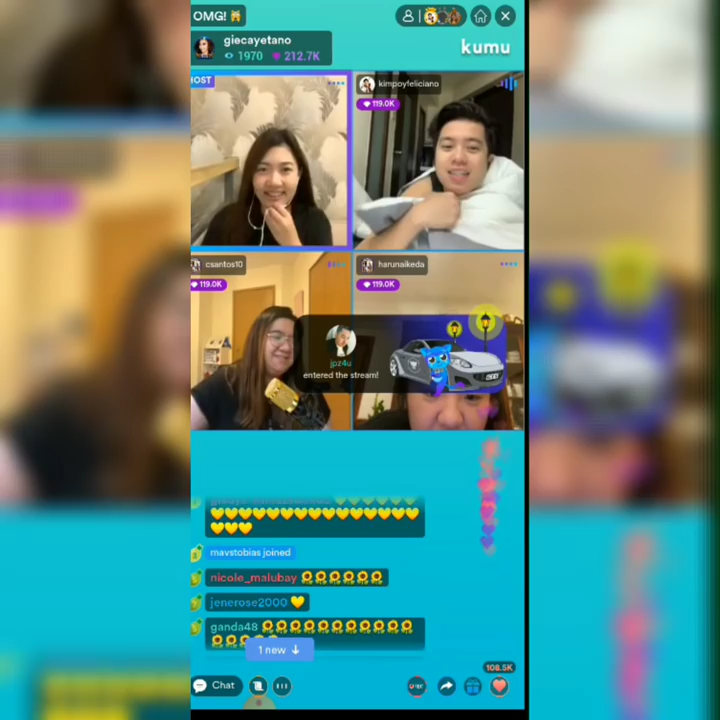 OMG!
giecayetano
1970 212.7K
kumu
HOST
kimpoyfeliciano
119.0K
csantos10
119.0K
harunaikeda
119.0K
jpz4u
entered the stream!
mavstobias joined
nicole_malubay
jenerose2000
ganda48
1 new
108.5K
Chat